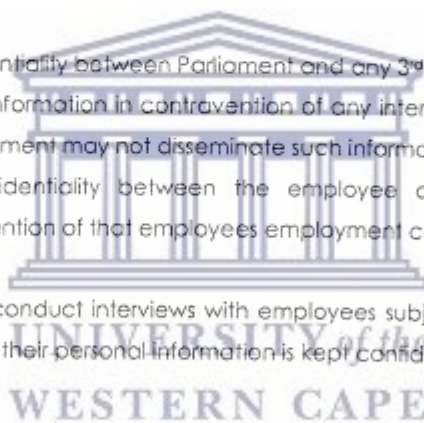 ntiality between Parliament and any 3rd
nformation in contravention of any inter
ment may not disseminate such informa
identiality between the employee
ntion of that employees employment c
conduct interviews with employees subj
UNIVERSITY of the
their personal information is kept confid
WESTERN CAPE